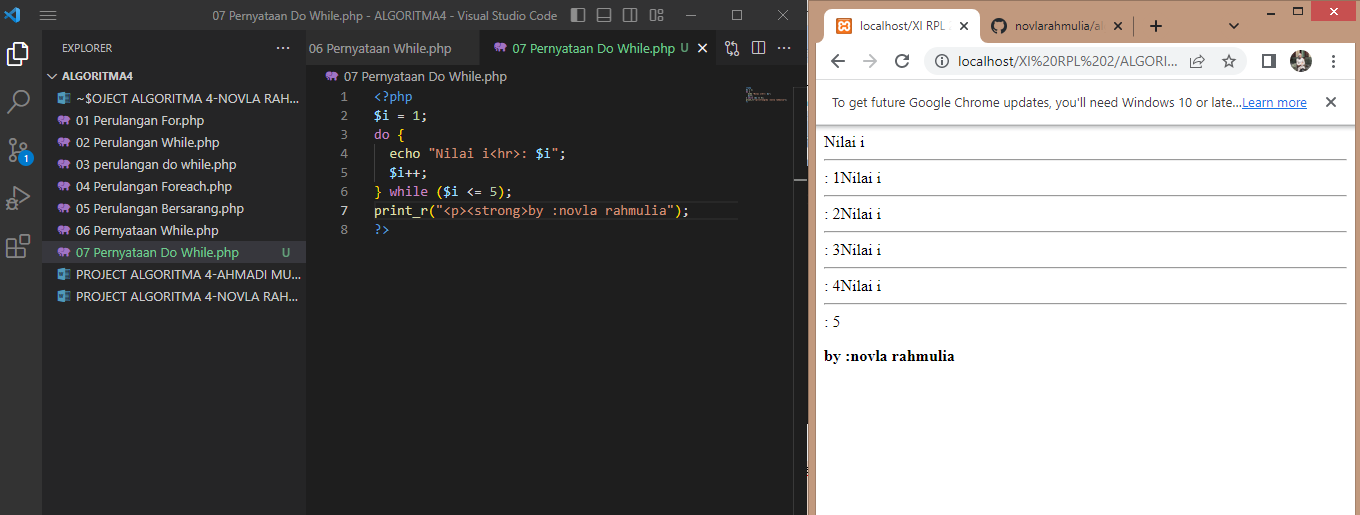 07 Pernyataan Do While.php - ALGORITMA4 - Visual Studio Code
EXPLORER
ALGORITMA4
~$OJECT ALGORITMA 4-NOVLA RAH...
01 Perulangan For.php
02 Perulangan While.php
03 perulangan do while.php
04 Perulangan Foreach.php
05 Perulangan Bersarang.php
06 Pernyataan While.php
07 Pernyataan Do While.php U
PROJECT ALGORITMA 4-AHMADI MU...
PROJECT ALGORITMA 4-NOVLA RAH...
1
06 Pernyataan While.php
07 Pernyataan Do While.php U
07 Pernyataan Do While.php
1 <?php
2 $i = 1;
3 do {
4 echo "Nilai i<hr>: $i";
5 $i++;
6 } while ($i <= 5);
7 print_r("<p><strong>by :novla rahmulia");
8 ?>
localhost/XI RPL
novlarahmulia/
localhost/XI%20RPL%202/ALGORI...
To get future Google Chrome updates, you'll need Windows 10 or late...Learn more
Nilai i
: 1Nilai i
: 2Nilai i
: 3Nilai i
: 4Nilai i
: 5
by :novla rahmulia